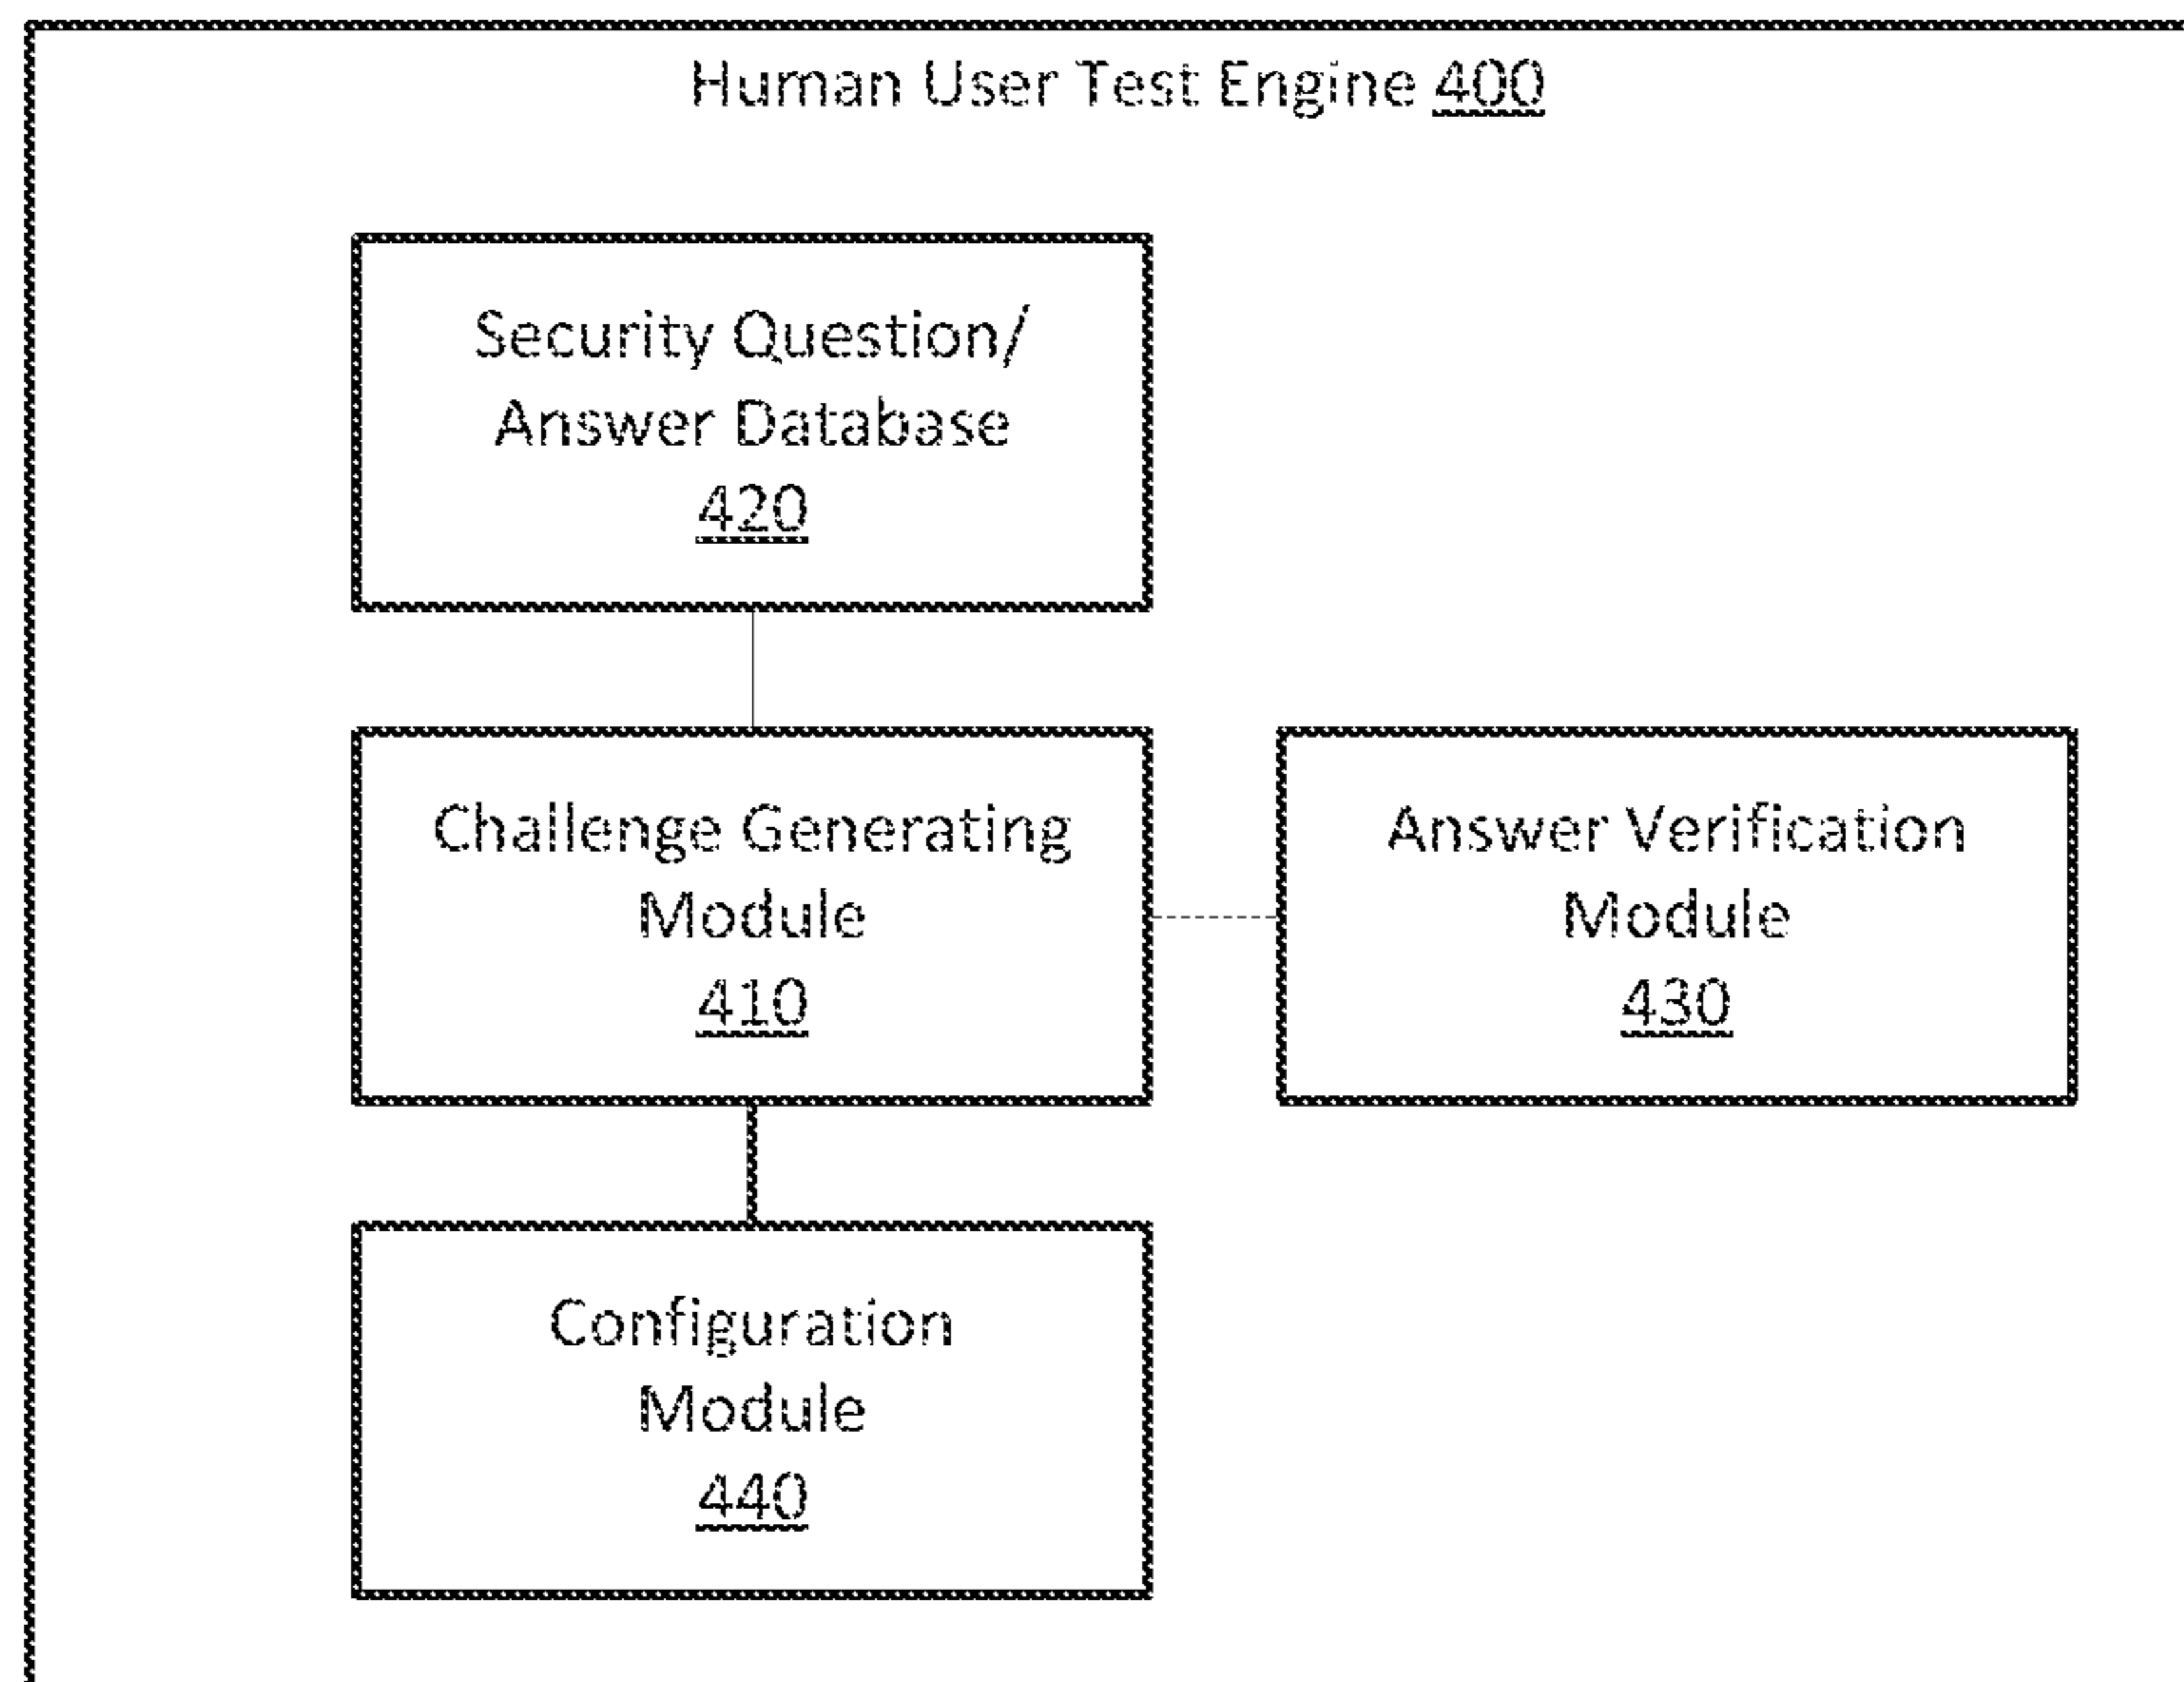 Human User Test Engine 400
Security Question/
Answer Database
420
Challenge Generating
Module
410
Answer Verification
Module
430
Configuration
Module
440